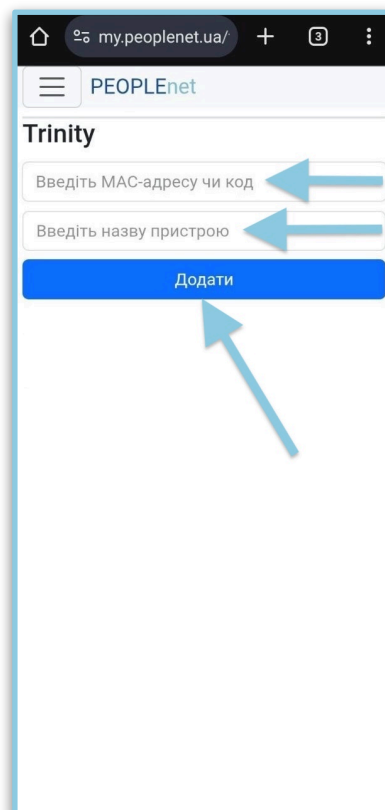 my.peoplenet.ua/
3
PEOPLEnet
Trinity
Введіть MAC-адресу чи код
Введіть назву пристрою
Додати